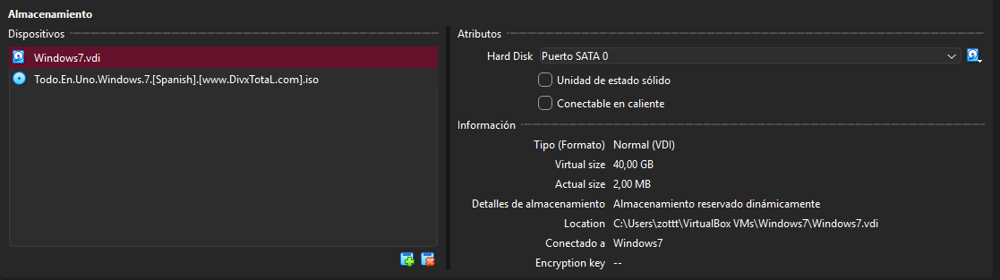 Almacenamiento
Dispositivos
Windows7.vdi
Todo.En.Uno.Windows.7.[Spanish].[www.DivxTotaL.com].iso
Atributos
Hard Disk Puerto SATA 0
Unidad de estado sólido
Conectable en caliente
Información
Tipo (Formato) Normal (VDI)
Virtual size 40,00 GB
Actual size 2,00 MB
Detalles de almacenamiento Almacenamiento reservado dinámicamente
Location C:\Users\zottt\VirtualBox VMs\Windows7\Windows7.vdi
Conectado a Windows7
Encryption key --